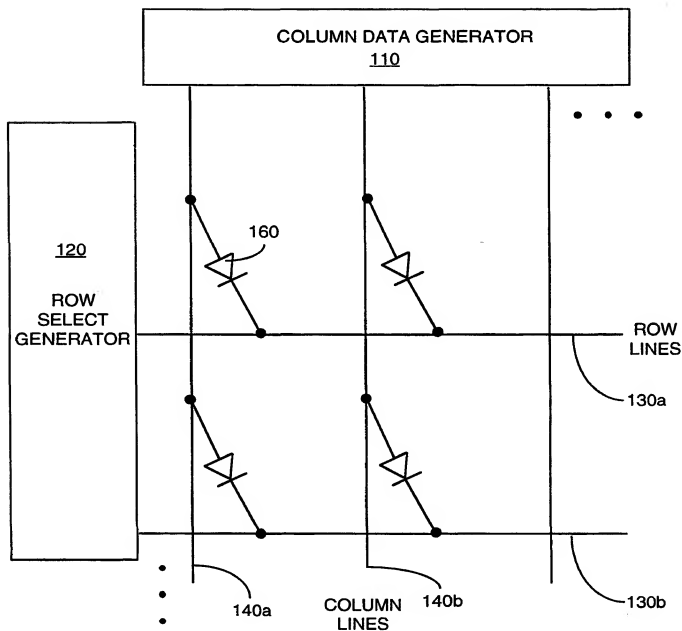 COLUMN DATA GENERATOR
110
120
ROW
SELECT
GENERATOR
160
ROW
LINES
130a
140a
COLUMN
LINES
140b
130b